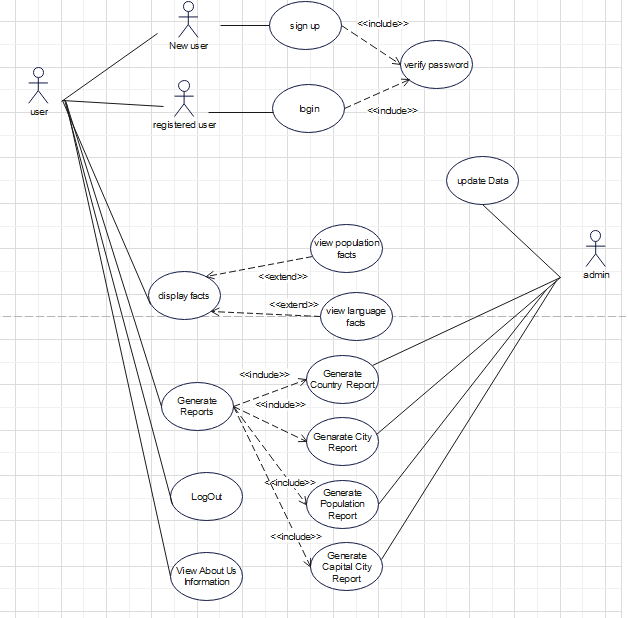 sign up
<<include>>
New user
verify password
user
login
<<include>>
registered user
update Data
view population
facts
admin
<<extend>>
display facts
<<extend>>
view language
facts
<<include>>
Generate
Country Report
Generate
Reports
<<include>>
Genarate City
Report
<<include>>
LogOut
Generate
Population
Report
<<include>>
View About Us
Information
Generate
Capital City
Report